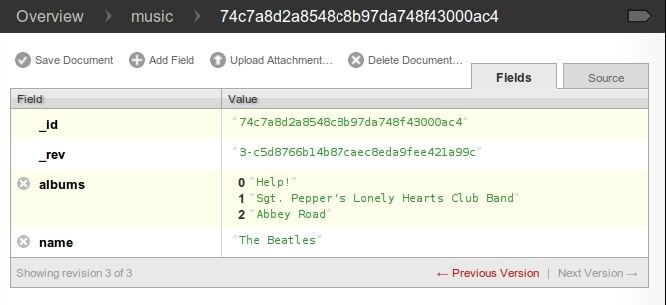 Overview music 74c7a8d2a8548c8b97da748f43000ac4
Save Document Add Field Upload Attachment... Delete Document...
Fields Source
Field Value
_id "74c7a8d2a8548c8b97da748f43000ac4"
_rev "3-c5d8766b14b87caec8eda9fee421a99c"
albums 0 "Help!"
1 "Sgt. Pepper's Lonely Hearts Club Band"
2 "Abbey Road"
name "The Beatles"
Showing revision 3 of 3 ← Previous Version | Next Version →